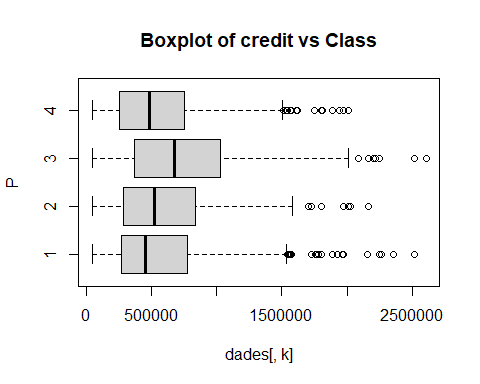 Boxplot of credit vs Class
P
4
3
2
1
0 500000 1500000 2500000
dades[, k]